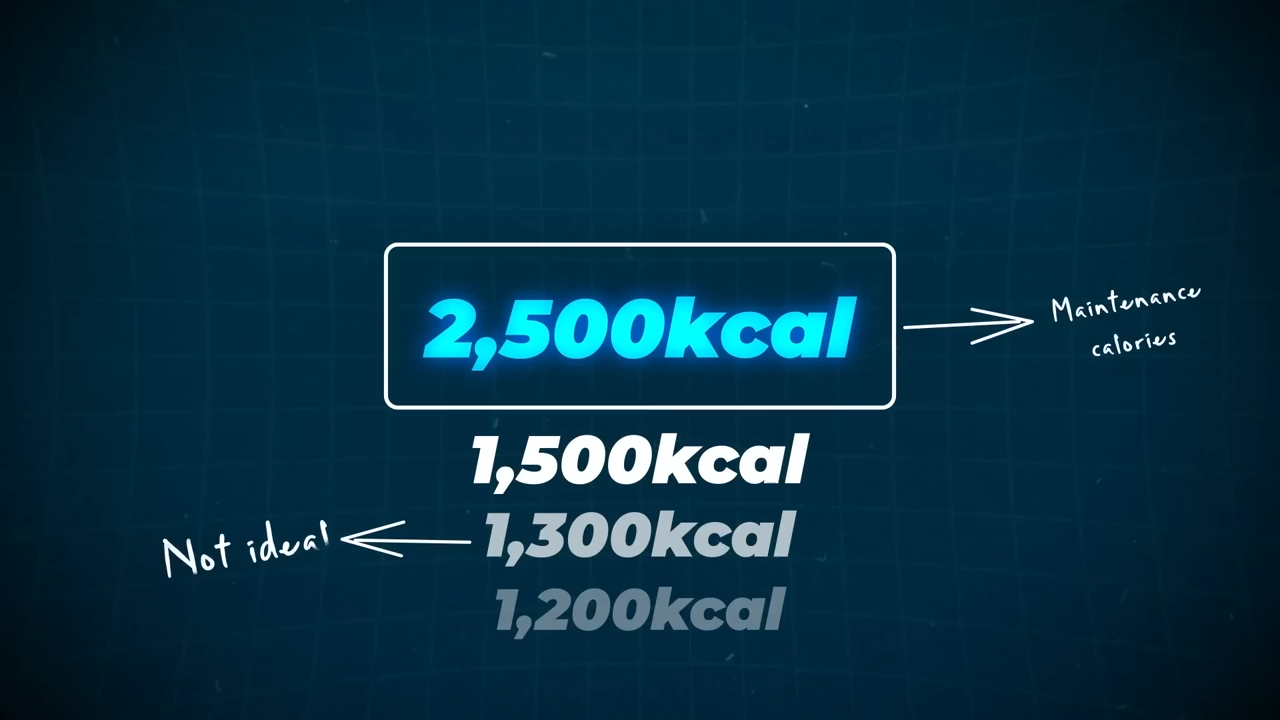 2,500kcal
Maintenance
calories
1,500kcal
1,300kcal
Not ideal
1,200kcal